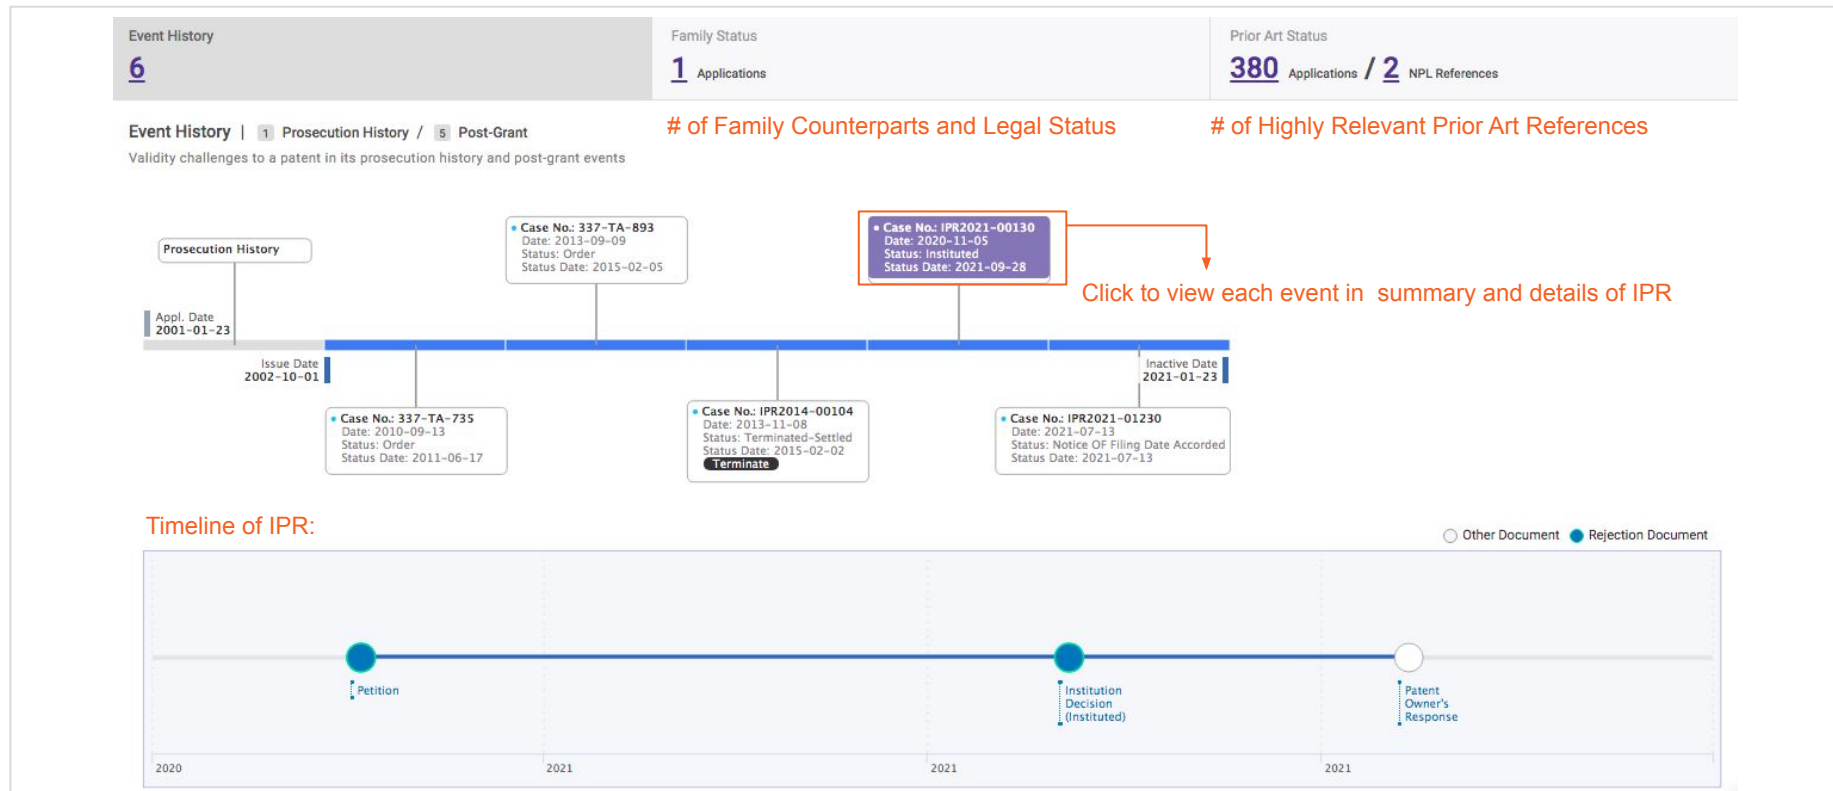 Event History
6
Family Status
1 Applications
Prior Art Status
380 Applications / 2 NPL References
Event History | 1 Prosecution History / 5 Post-Grant
Validity challenges to a patent in its prosecution history and post-grant events
# of Family Counterparts and Legal Status
# of Highly Relevant Prior Art References
Prosecution History
Case No.: 337-TA-893
Date: 2013-09-09
Status: Order
Status Date: 2015-02-05
Case No.: IPR2021-00130
Date: 2020-11-05
Status: Instituted
Status Date: 2021-09-28
Click to view each event in summary and details of IPR
Appl. Date
2001-01-23
Issue Date
2002-10-01
Inactive Date
2021-01-23
Case No.: 337-TA-735
Date: 2010-09-13
Status: Order
Status Date: 2011-06-17
Case No.: IPR2014-00104
Date: 2013-11-08
Status: Terminated-Settled
Status Date: 2015-02-02
Terminate
Case No.: IPR2021-01230
Date: 2021-07-13
Status: Notice OF Filing Date Accorded
Status Date: 2021-07-13
Timeline of IPR:
Other Document
Rejection Document
Petition
Institution
Decision
(Instituted)
Patent
Owner's
Response
2020
2021
2021
2021